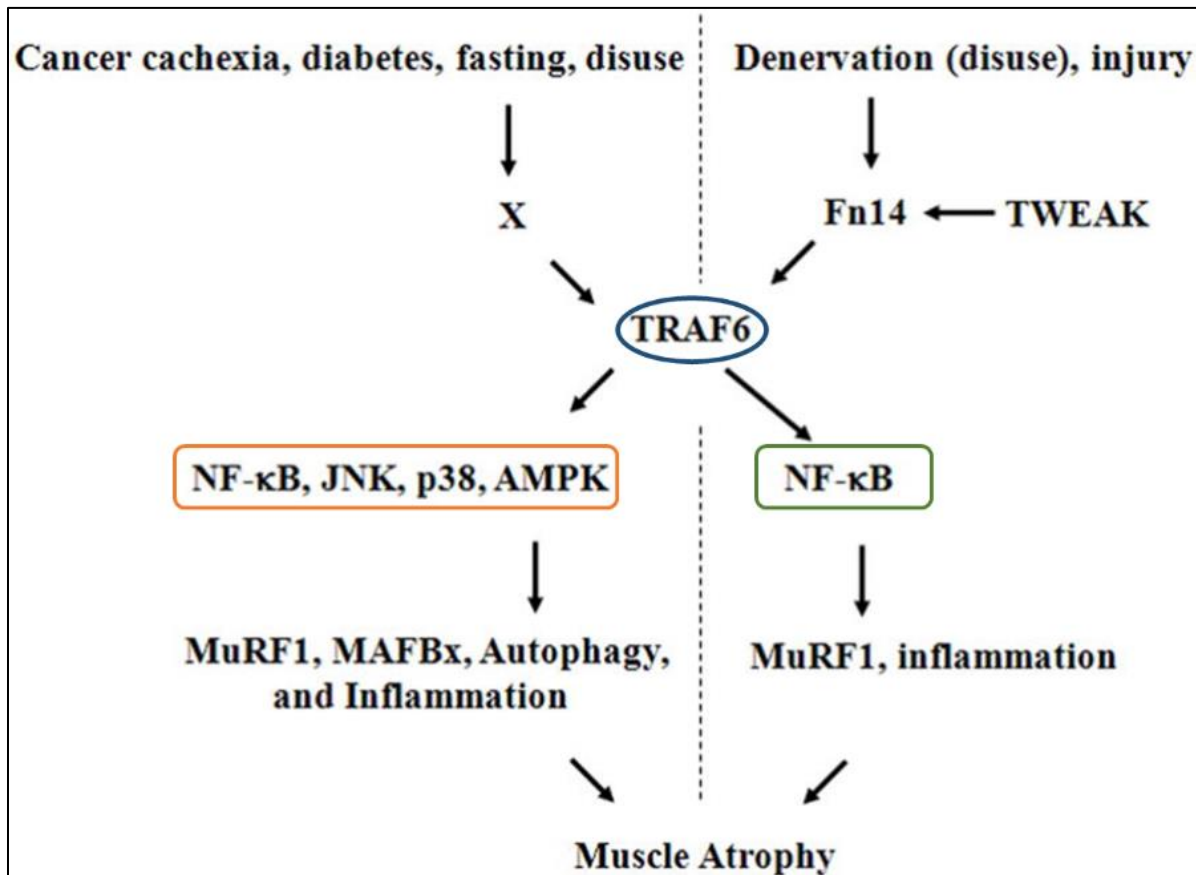 Cancer cachexia, diabetes, fasting, disuse
Denervation (disuse), injury
X
Fn14
TWEAK
TRAF6
NF-κB, JNK, p38, AMPK
NF-κB
MuRF1, MAFBx, Autophagy,
and Inflammation
MuRF1, inflammation
Muscle Atrophy